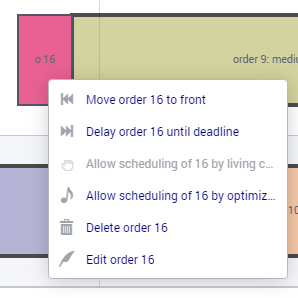 o 16
order 9: mediu
Move order 16 to front
Delay order 16 until deadline
Allow scheduling of 16 by living c...
Allow scheduling of 16 by optimiz...
10
Delete order 16
Edit order 16